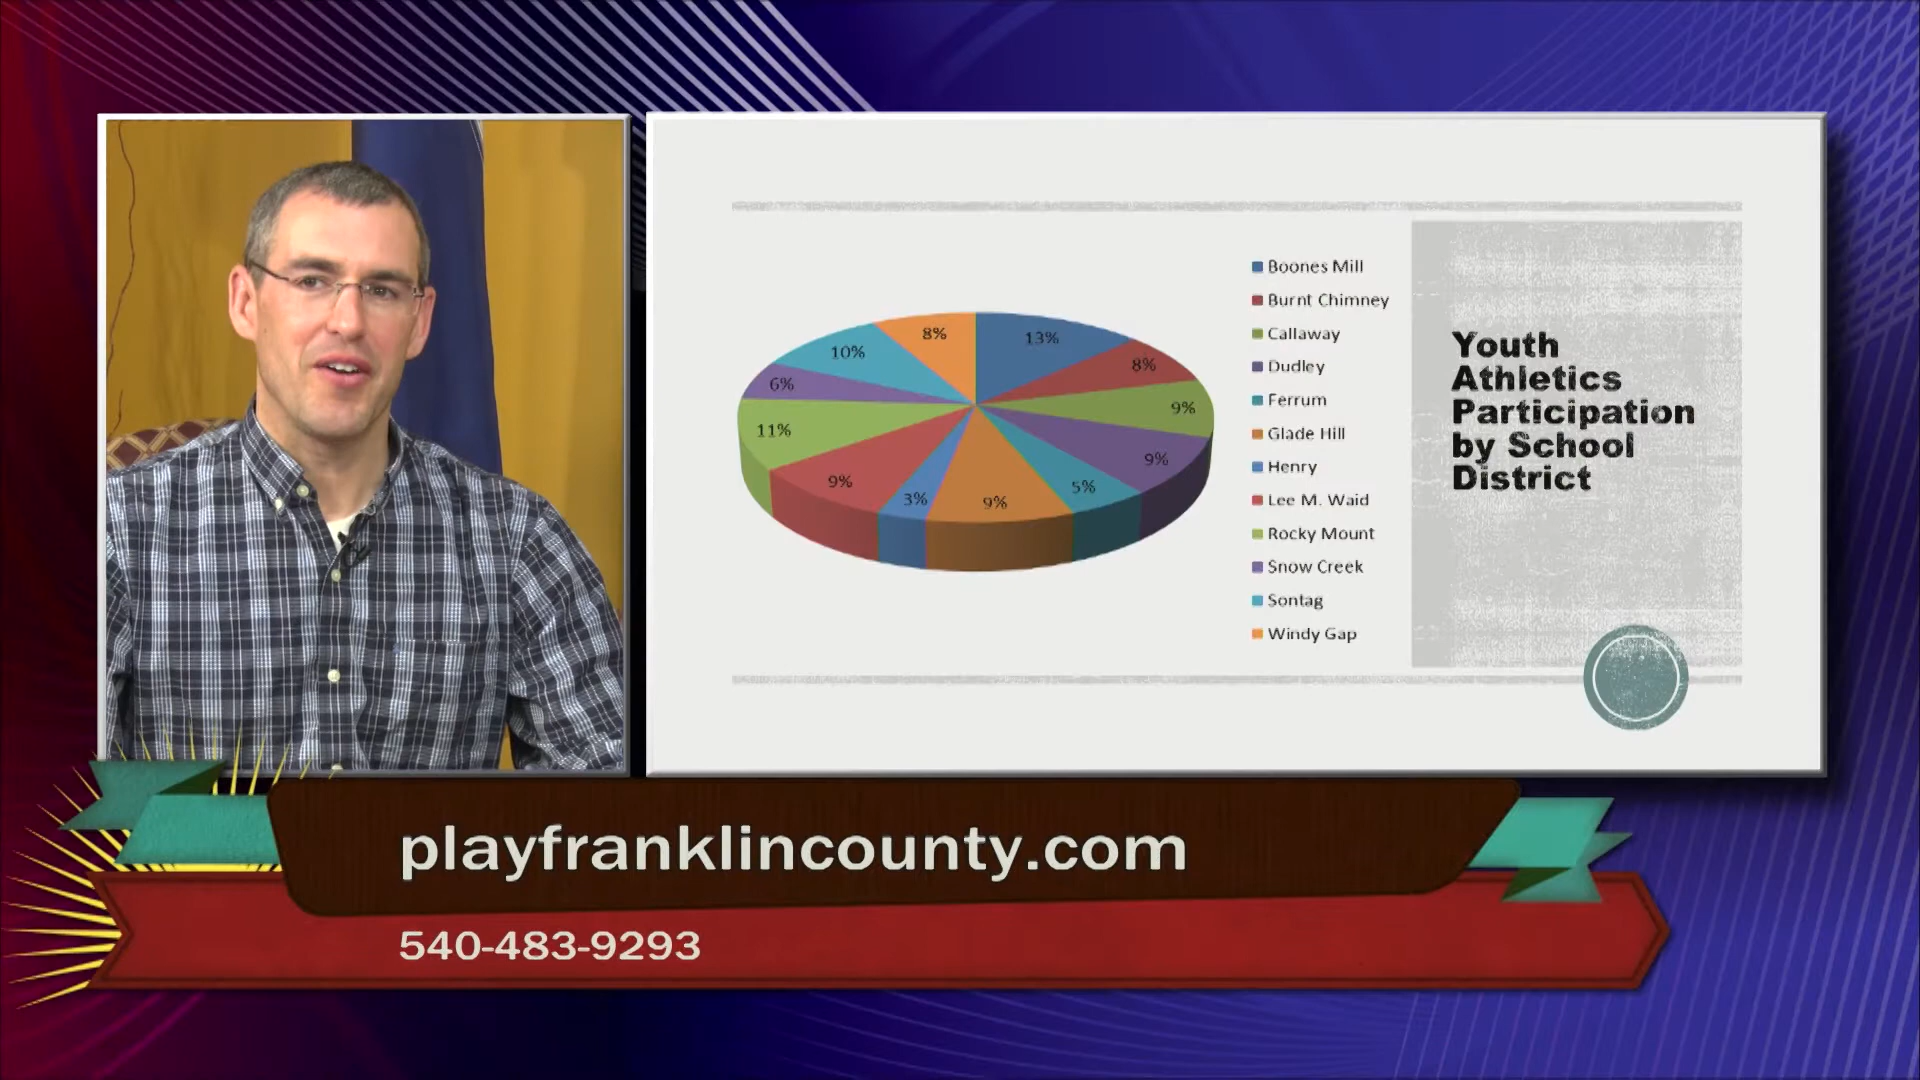 13%
8%
9%
9%
5%
9%
3%
9%
11%
6%
10%
8%
Boones Mill
Burnt Chimney
Callaway
Dudley
Ferrum
Glade Hill
Henry
Lee M. Waid
Rocky Mount
Snow Creek
Sontag
Windy Gap
Youth
Athletics
Participation
by School
District
playfranklincounty.com
540-483-9293